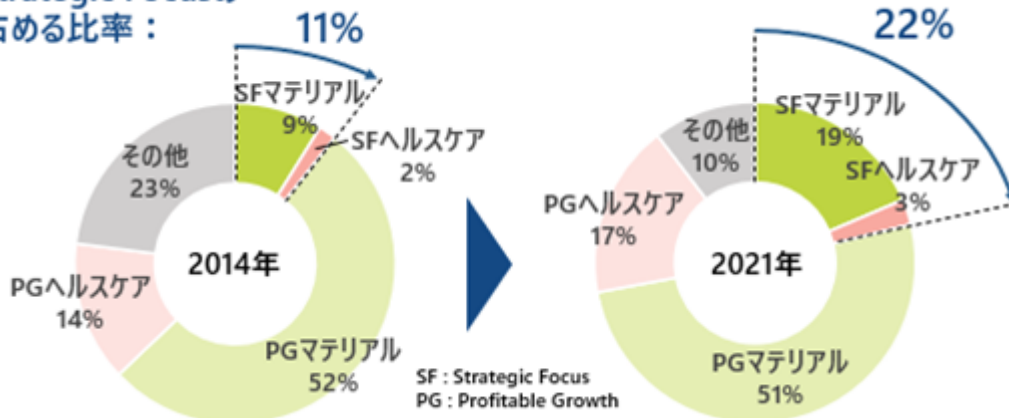 占める比率：
11%
22%
SFマテリアル
9%
SFヘルスケア
2%
その他
23%
2014年
PGヘルスケア
14%
PGマテリアル
52%
SF : Strategic Focus
PG : Profitable Growth
SFマテリアル
19%
SFヘルスケア
3%
その他
10%
PGヘルスケア
17%
2021年
PGマテリアル
51%